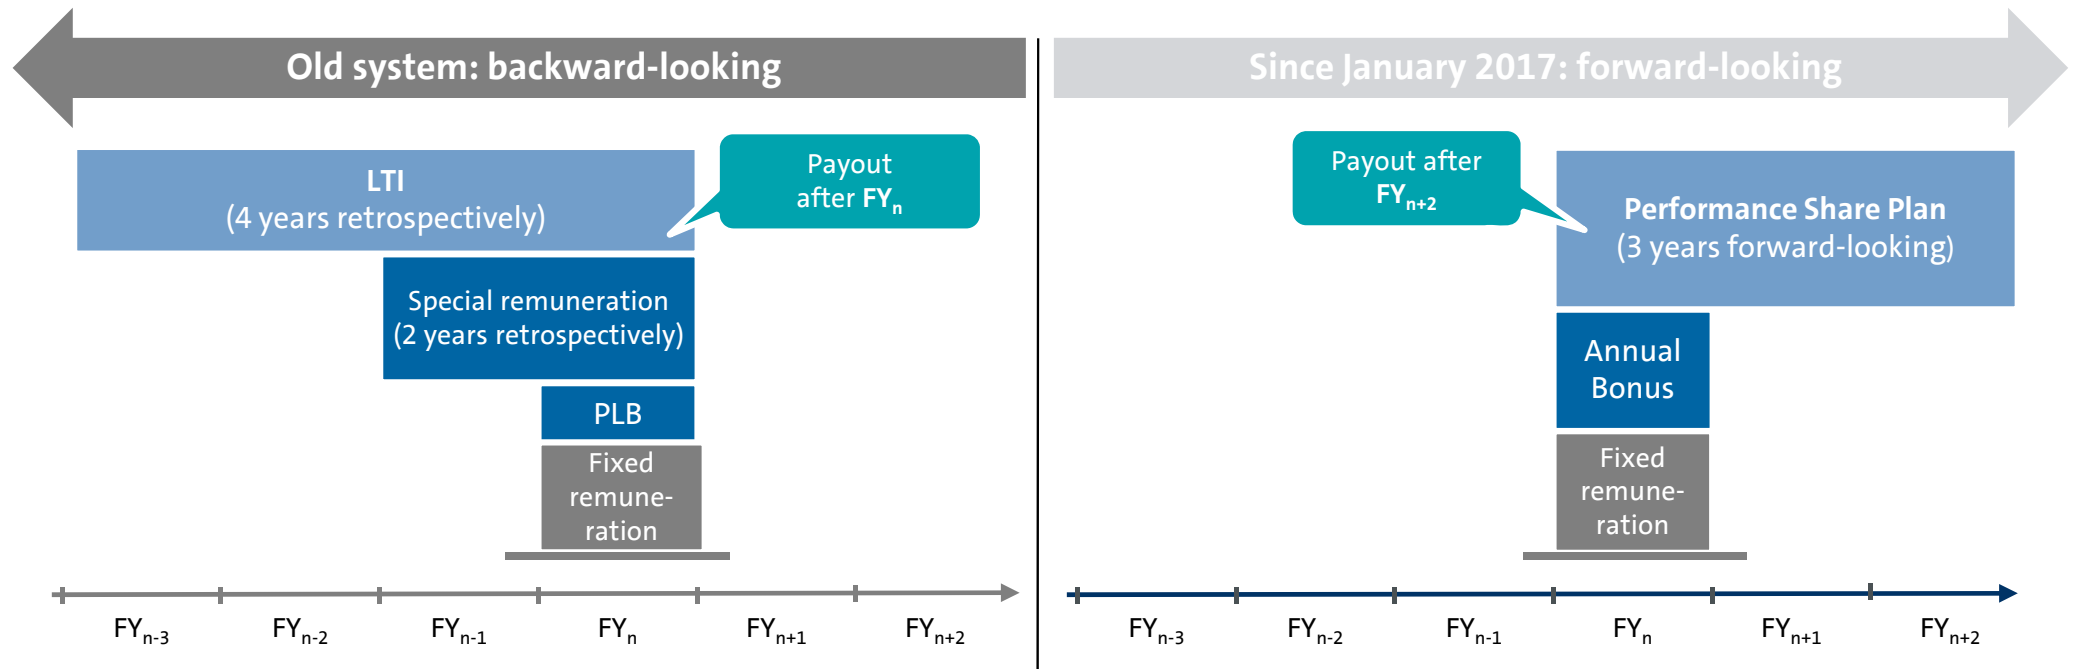 Old system: backward-looking
LTI
(4 years retrospectively)
Payout
after FYn
Special remuneration
(2 years retrospectively)
PLB
Fixed
remune-
ration
FYn-3 FYn-2 FYn-1 FYn FYn+1 FYn+2
Since January 2017: forward-looking
Payout after
FYn+2
Performance Share Plan
(3 years forward-looking)
Annual
Bonus
Fixed
remune-
ration
FYn-3 FYn-2 FYn-1 FYn FYn+1 FYn+2